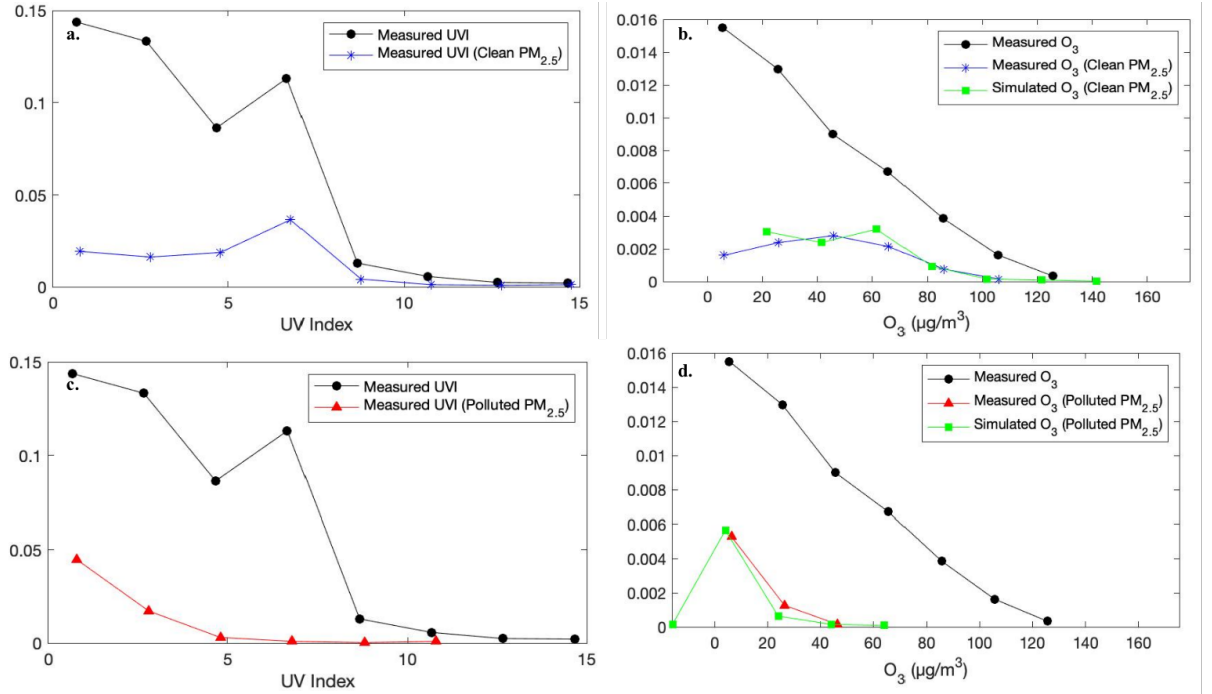 a.
0.15
0.1
0.05
0
0 5 10 15
UV Index
Measured UVI
Measured UVI (Clean PM2.5)
b.
0.016
0.014
0.012
0.01
0.008
0.006
0.004
0.002
0
0 20 40 60 80 100 120 140 160
O3 (µg/m3)
Measured O3
Measured O3 (Clean PM2.5)
Simulated O3 (Clean PM2.5)
c.
0.15
0.1
0.05
0
0 5 10 15
UV Index
Measured UVI
Measured UVI (Polluted PM2.5)
d.
0.016
0.014
0.012
0.01
0.008
0.006
0.004
0.002
0
0 20 40 60 80 100 120 140 160
O3 (µg/m3)
Measured O3
Measured O3 (Polluted PM2.5)
Simulated O3 (Polluted PM2.5)